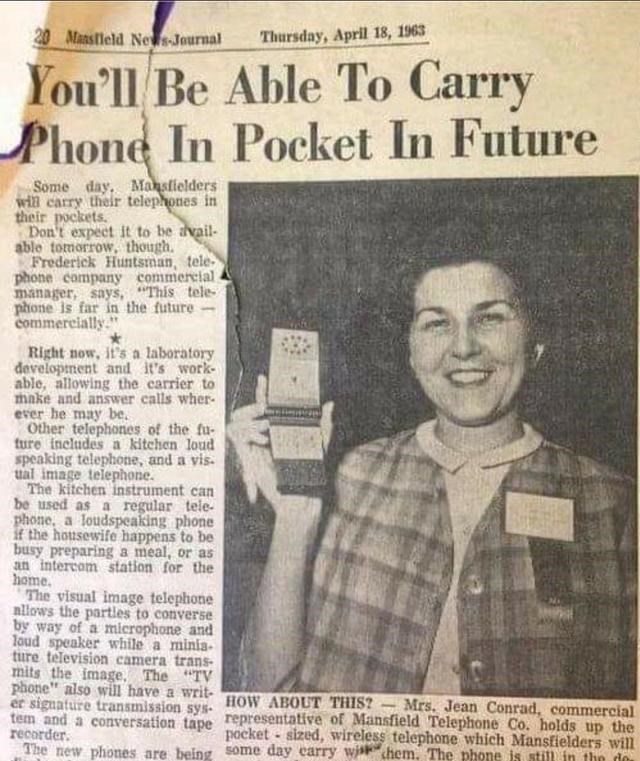 20 Mansfield News-Journal Thursday, April 18, 1963
You'll Be Able To Carry
Phone In Pocket In Future
Some day, Mansfielders
will carry their telephones in
their pockets.
Don't expect it to be avail-
able tomorrow, though.
Frederick Huntsman, tele-
phone company commercial
manager, says, "This tele-
phone is far in the future —
commercially."
★
Right now, it's a laboratory
development and it's work-
able, allowing the carrier to
make and answer calls wher-
ever he may be.
Other telephones of the fu-
ture includes a kitchen loud
speaking telephone, and a vis-
ual image telephone.
The kitchen instrument can
be used as a regular tele-
phone, a loudspeaking phone
if the housewife happens to be
busy preparing a meal, or as
an intercom station for the
home.
The visual image telephone
allows the parties to converse
by way of a microphone and
loud speaker while a minia-
ture television camera trans-
mits the image. The "TV
phone" also will have a writ-
er signature transmission sys-
tem and a conversation tape
recorder.
The new phones are being
HOW ABOUT THIS? — Mrs. Jean Conrad, commercial
representative of Mansfield Telephone Co. holds up the
pocket - sized, wireless telephone which Mansfielders will
some day carry with them. The phone is still in the de-